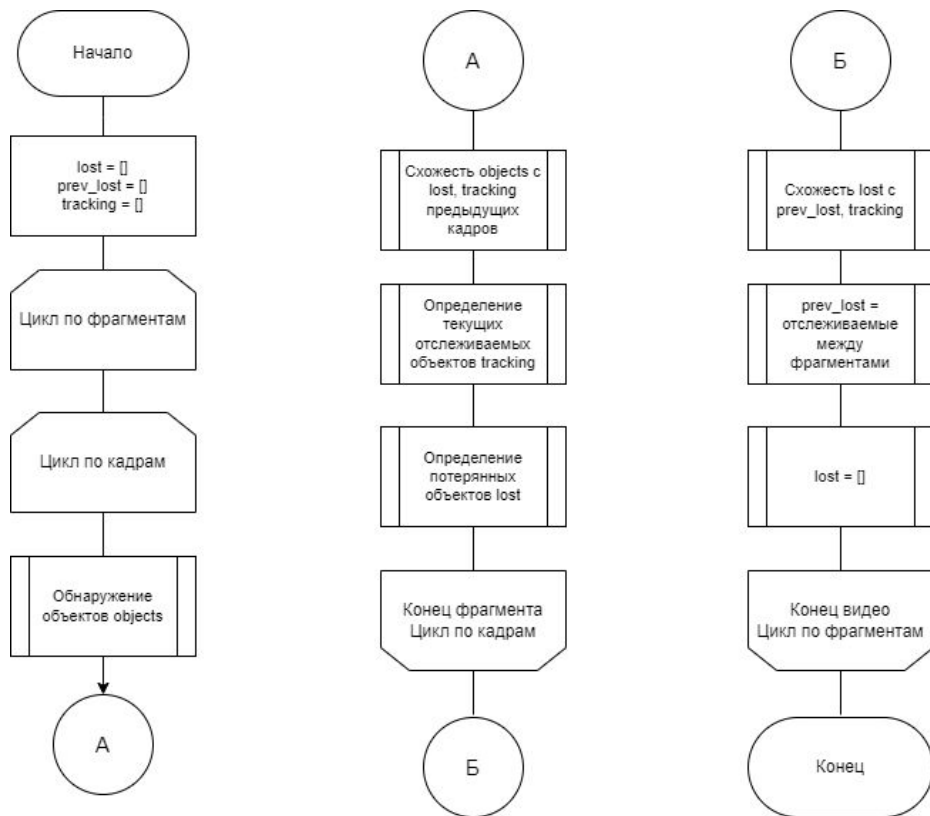 Начало
lost = []
prev_lost = []
tracking = []
Цикл по фрагментам
Цикл по кадрам
Обнаружение
объектов objects
А
А
Схожесть objects с
lost, tracking
предыдущих
кадров
Определение
текущих
отслеживаемых
объектов tracking
Определение
потерянных
объектов lost
Конец фрагмента
Цикл по кадрам
Б
Б
Схожесть lost с
prev_lost, tracking
prev_lost =
отслеживаемые
между
фрагментами
lost = []
Конец видео
Цикл по фрагментам
Конец